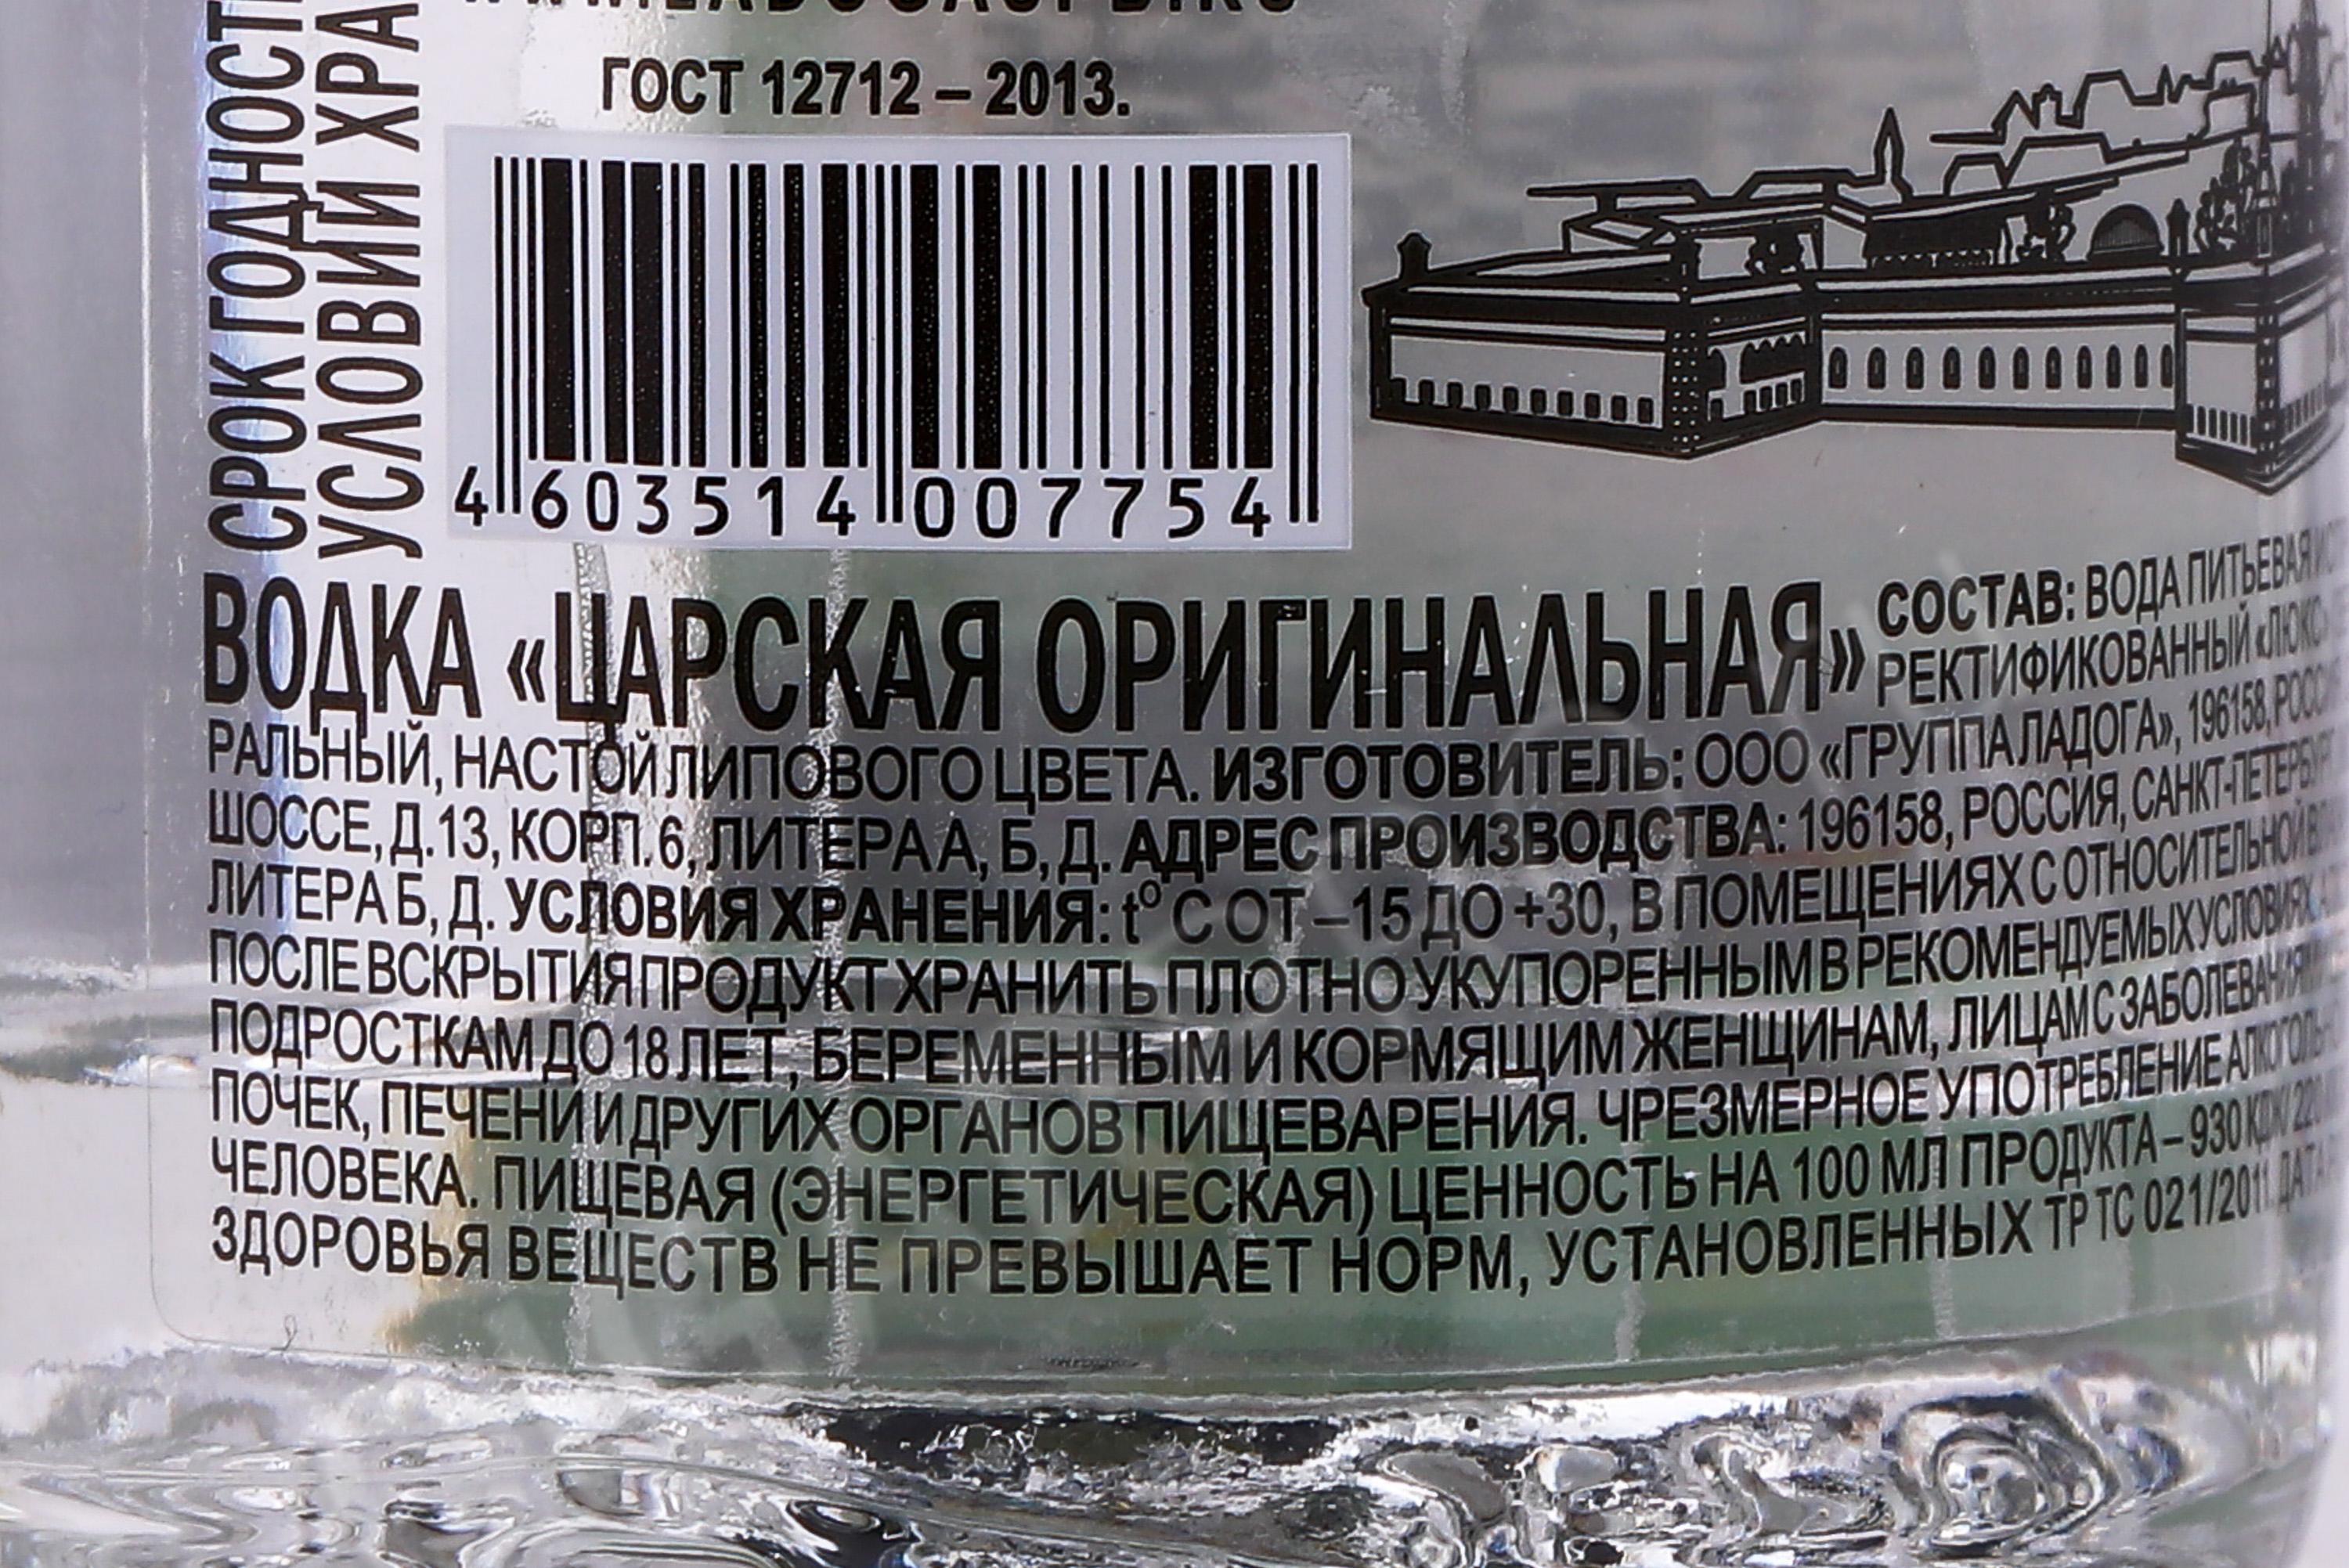 ГОСТ 12712 – 2013.
СРОК ГОДНОСТИ
УСЛОВИЙ
4 603514 007754
ВОДКА «ЦАРСКАЯ ОРИГИНАЛЬНАЯ» СОСТАВ: ВОДА ПИТЬЕВАЯ
РЕКТИФИКОВАННЫЙ «ЛЮКС»
РАЛЬНЫЙ, НАСТОЙ ЛИПОВОГО ЦВЕТА. ИЗГОТОВИТЕЛЬ: ООО «ГРУППА ЛАДОГА», 196158,
ШОССЕ, Д.13, КОРП. 6, ЛИТЕРА А, Б, Д. АДРЕС ПРОИЗВОДСТВА: 196158, РОССИЯ, САНКТ-ПЕТЕРБУРГ
ЛИТЕРА Б, Д. УСЛОВИЯ ХРАНЕНИЯ: t° С ОТ –15 ДО +30, В ПОМЕЩЕНИЯХ С ОТНОСИТЕЛЬНОЙ
ПОСЛЕ ВСКРЫТИЯ ПРОДУКТ ХРАНИТЬ ПЛОТНО УКУПОРЕННЫМ В РЕКОМЕНДУЕМЫХ УСЛОВИЯХ.
ПОДРОСТКАМ ДО 18 ЛЕТ, БЕРЕМЕННЫМ И КОРМЯЩИМ ЖЕНЩИНАМ, ЛИЦАМ С ЗАБОЛЕВАНИЯ
ПОЧЕК, ПЕЧЕНИ И ДРУГИХ ОРГАНОВ ПИЩЕВАРЕНИЯ. ЧРЕЗМЕРНОЕ УПОТРЕБЛЕНИЕ
ЧЕЛОВЕКА. ПИЩЕВАЯ (ЭНЕРГЕТИЧЕСКАЯ) ЦЕННОСТЬ НА 100 МЛ ПРОДУКТА – 930 КДЖ/
ЗДОРОВЬЯ ВЕЩЕСТВ НЕ ПРЕВЫШАЕТ НОРМ, УСТАНОВЛЕННЫХ ТР ТС 021/2011. ДАТА